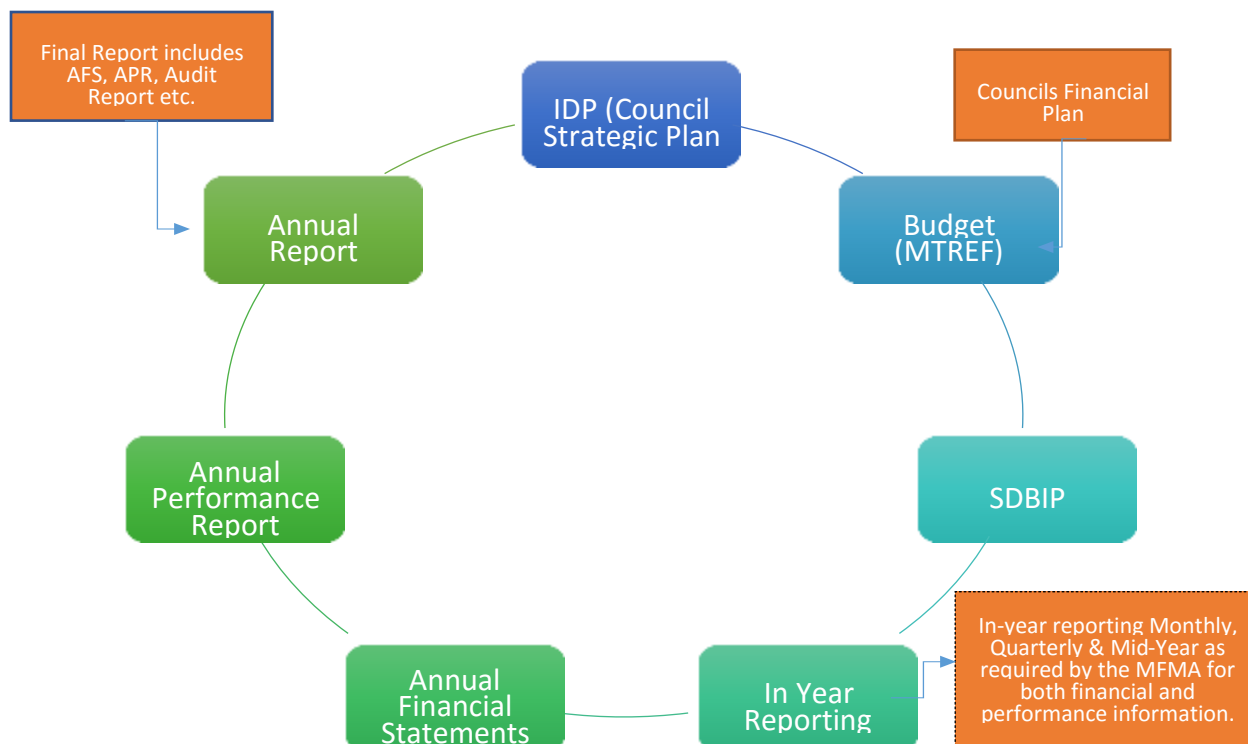 Final Report includes
AFS, APR, Audit
Report etc.
IDP (Council
Strategic Plan
Councils Financial
Plan
Annual
Report
Budget
(MTREF)
Annual
Performance
Report
SDBIP
Annual
Financial
Statements
In Year
Reporting
In-year reporting Monthly,
Quarterly & Mid-Year as
required by the MFMA for
both financial and
performance information.